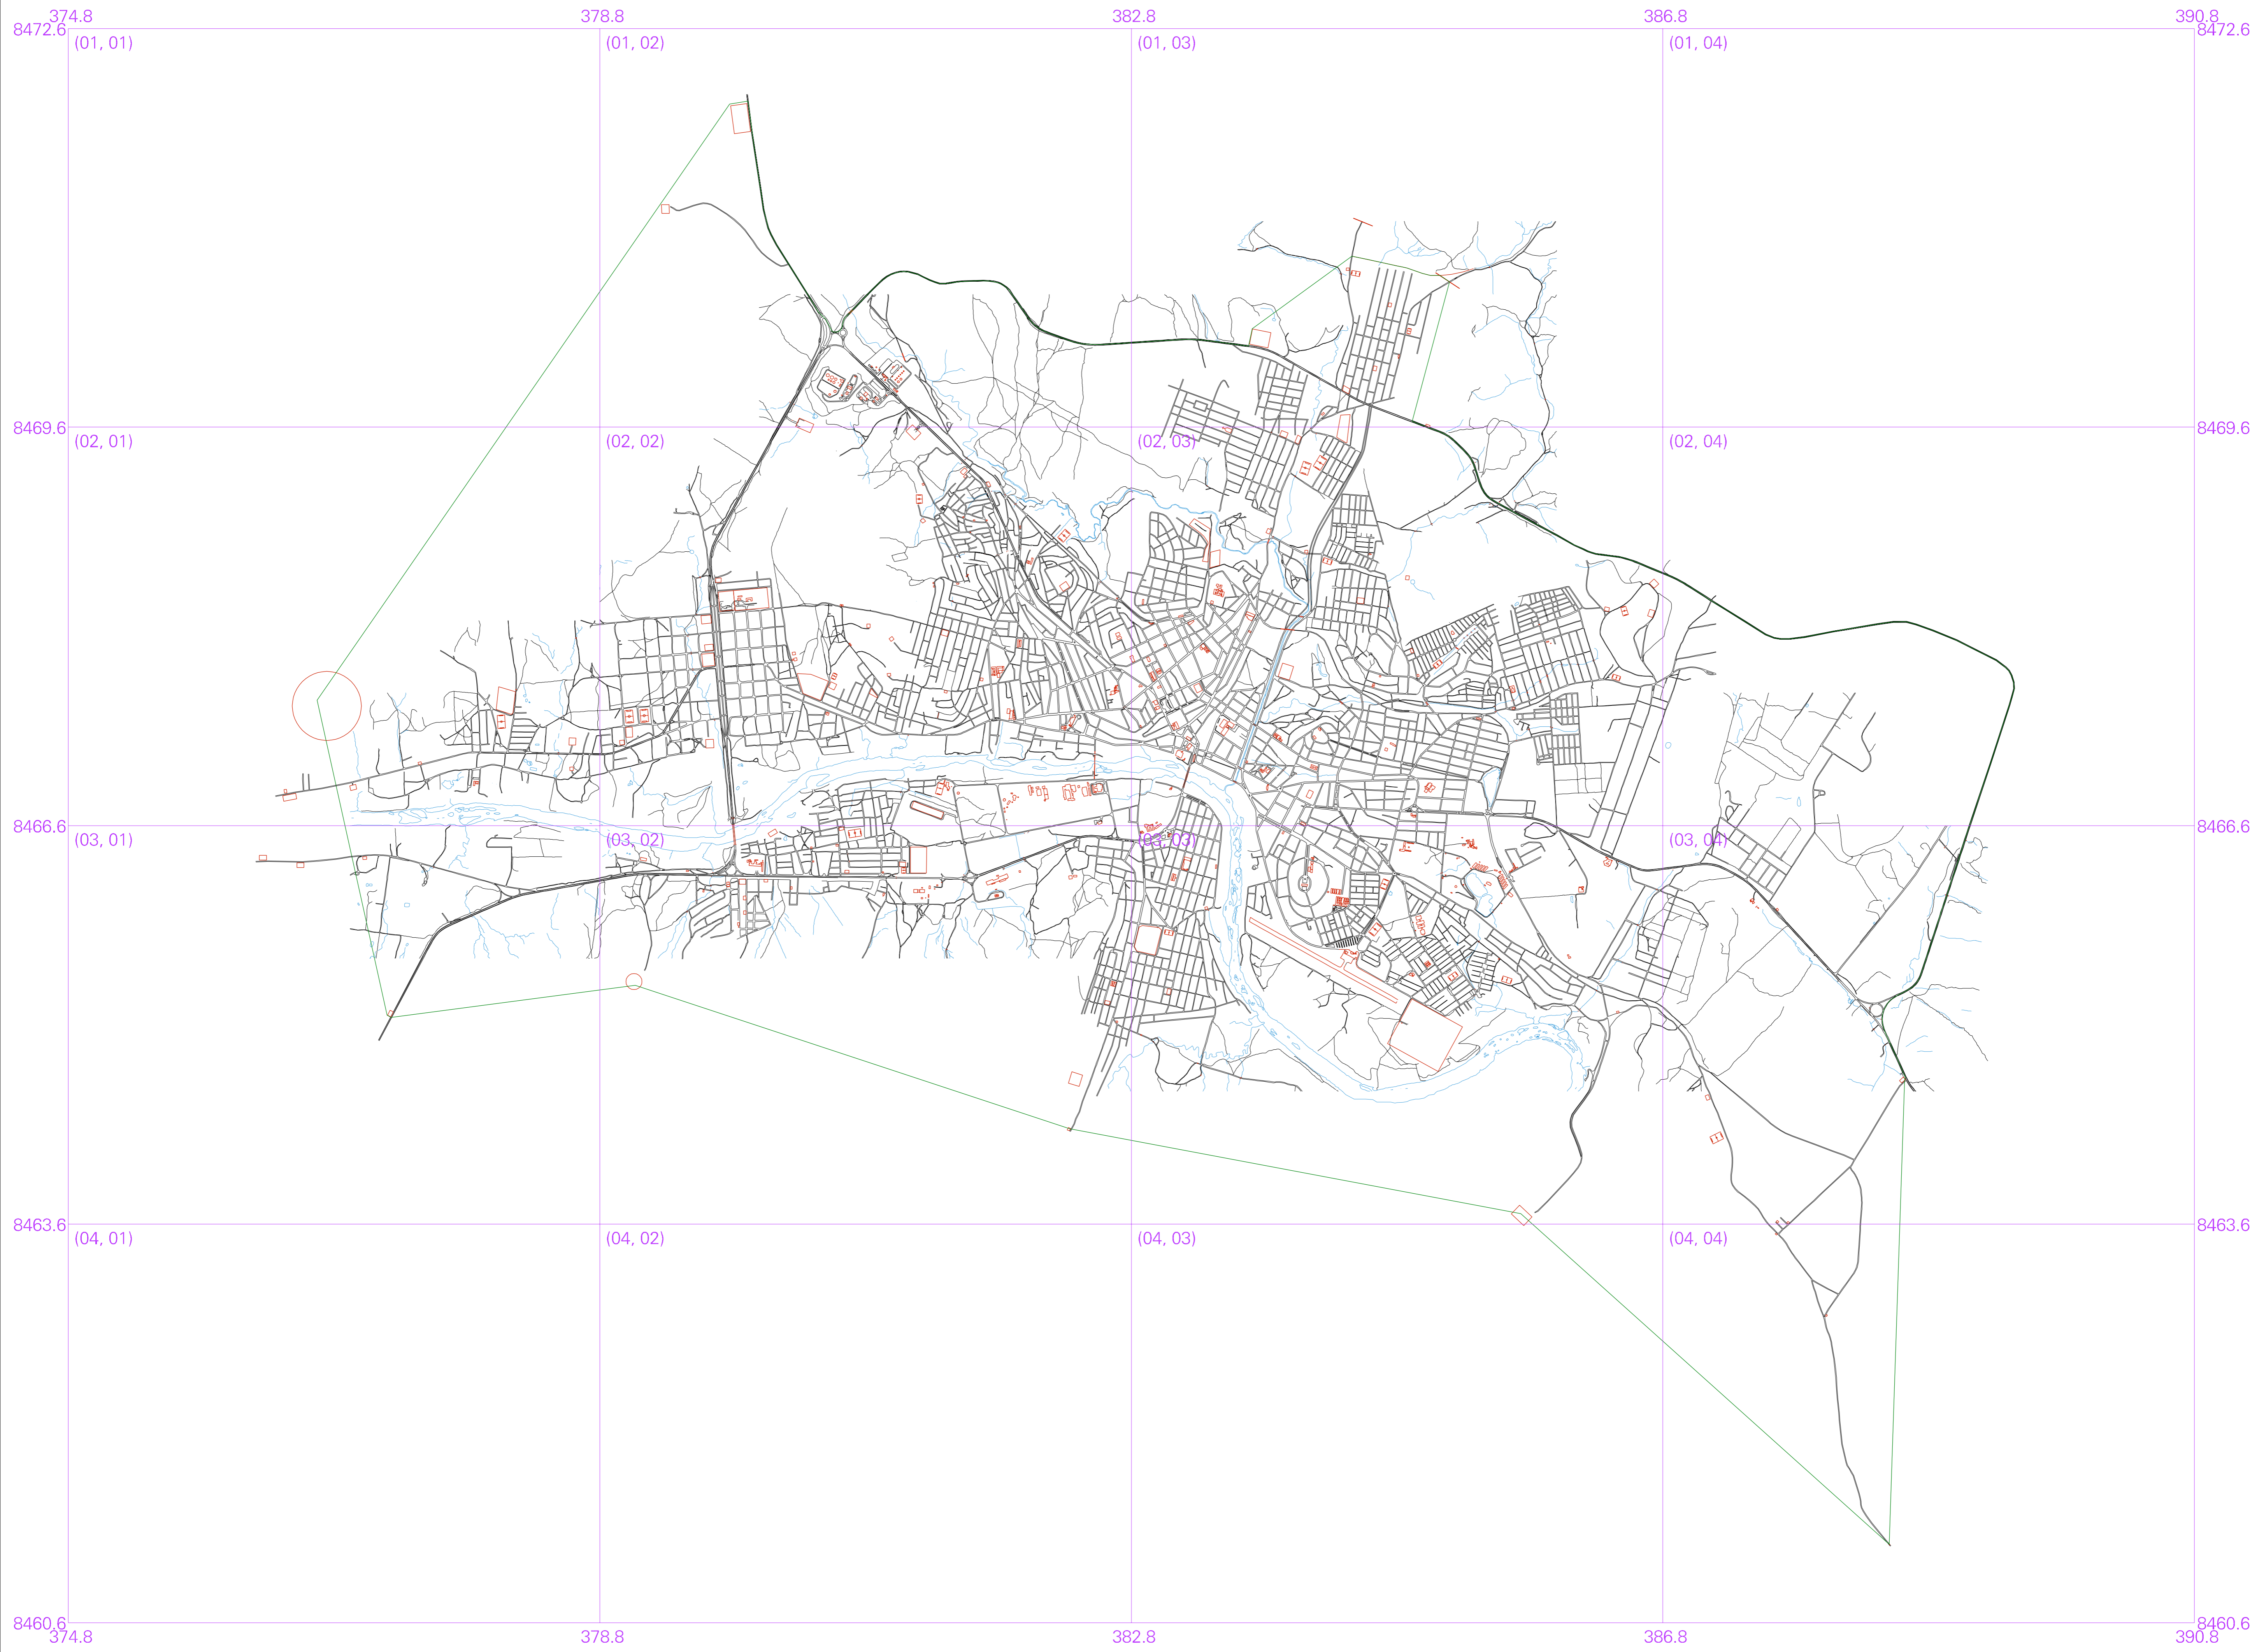 374.8 378.8 382.8 386.8 390.8
8472.6 8472.6
(01, 01) (01, 02) (01, 03) (01, 04)
8469.6 8469.6
(02, 01) (02, 02) (02, 03) (02, 04)
8466.6 8466.6
(03, 01) (03, 02) (03, 03) (03, 04)
8463.6 8463.6
(04, 01) (04, 02) (04, 03) (04, 04)
8460.6 8460.6
374.8 378.8 382.8 386.8 390.8